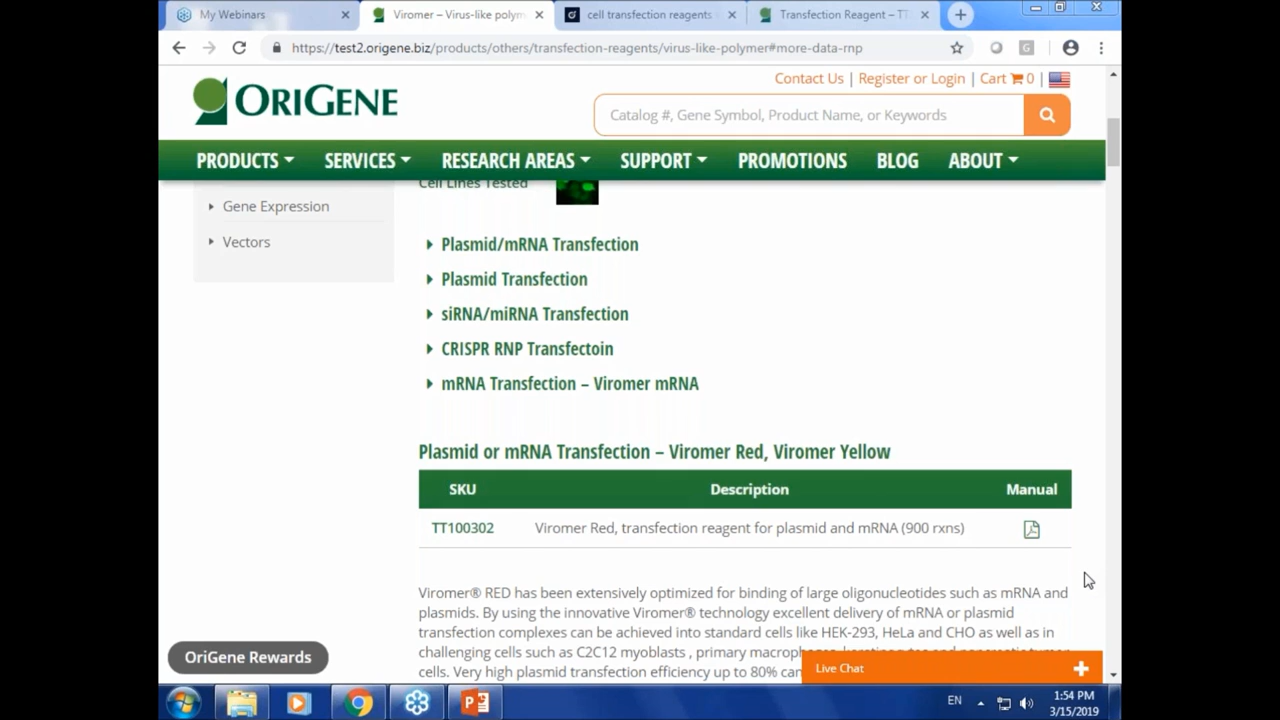 My Webinars
Viromer – Virus-like polym
cell transfection reagents
Transfection Reagent – TT
https://test2.origene.biz/products/others/transfection-reagents/virus-like-polymer#more-data-rnp
G
Contact Us | Register or Login | Cart 0 |
ORIGENE
Catalog #, Gene Symbol, Product Name, or Keywords
PRODUCTS SERVICES RESEARCH AREAS SUPPORT PROMOTIONS BLOG ABOUT
Cell Lines Tested
Gene Expression
Vectors
Plasmid/mRNA Transfection
Plasmid Transfection
siRNA/miRNA Transfection
CRISPR RNP Transfectoin
mRNA Transfection – Viromer mRNA
Plasmid or mRNA Transfection – Viromer Red, Viromer Yellow
SKU Description Manual
TT100302 Viromer Red, transfection reagent for plasmid and mRNA (900 rxns)
Viromer® RED has been extensively optimized for binding of large oligonucleotides such as mRNA and
plasmids. By using the innovative Viromer® technology excellent delivery of mRNA or plasmid
transfection complexes can be achieved into standard cells like HEK-293, HeLa and CHO as well as in
challenging cells such as C2C12 myoblasts , primary macrophages, keratinocytes and pancreatic tumor
cells. Very high plasmid transfection efficiency up to 80% can
OriGene Rewards
Live Chat +
EN
1:54 PM
3/15/2019